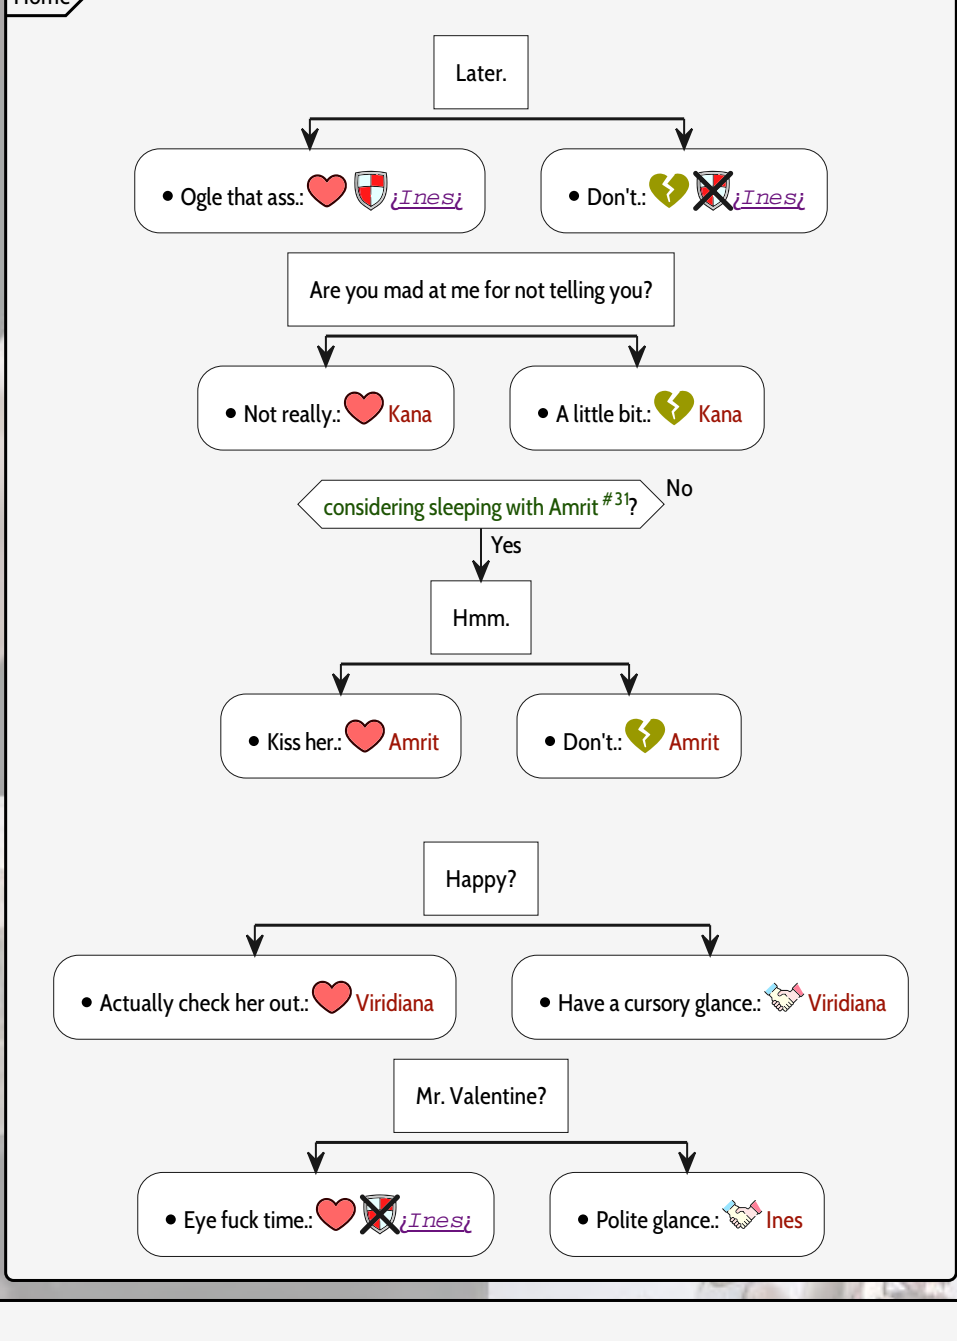 Home
Later.
• Ogle that ass.: ¡Ines¿
• Don't.: ¡Ines¿
Are you mad at me for not telling you?
• Not really.: Kana
• A little bit.: Kana
considering sleeping with Amrit #31?
No
Yes
Hmm.
• Kiss her.: Amrit
• Don't.: Amrit
Happy?
• Actually check her out.: Viridiana
• Have a cursory glance.: Viridiana
Mr. Valentine?
• Eye fuck time.: ¡Ines¿
• Polite glance.: Ines